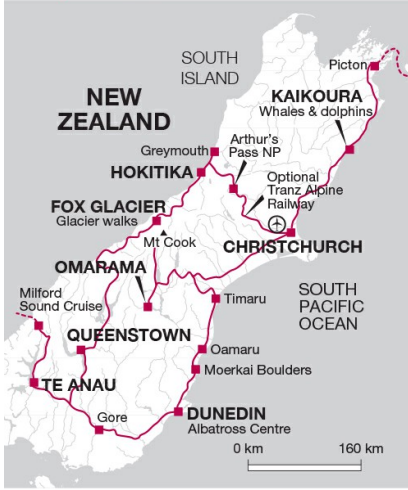 SOUTH
ISLAND
Picton
NEW
ZEALAND
KAIKOURA
Whales & dolphins
Arthur's
Pass NP
Greymouth
HOKITIKA
Optional
Tranz Alpine
Railway
FOX GLACIER
Glacier walks
Mt Cook
CHRISTCHURCH
OMARAMA
Milford
Sound Cruise
Timaru
SOUTH
PACIFIC
OCEAN
QUEENSTOWN
Oamaru
Moerkai Boulders
TE ANAU
Gore
DUNEDIN
Albatross Centre
0 km
160 km